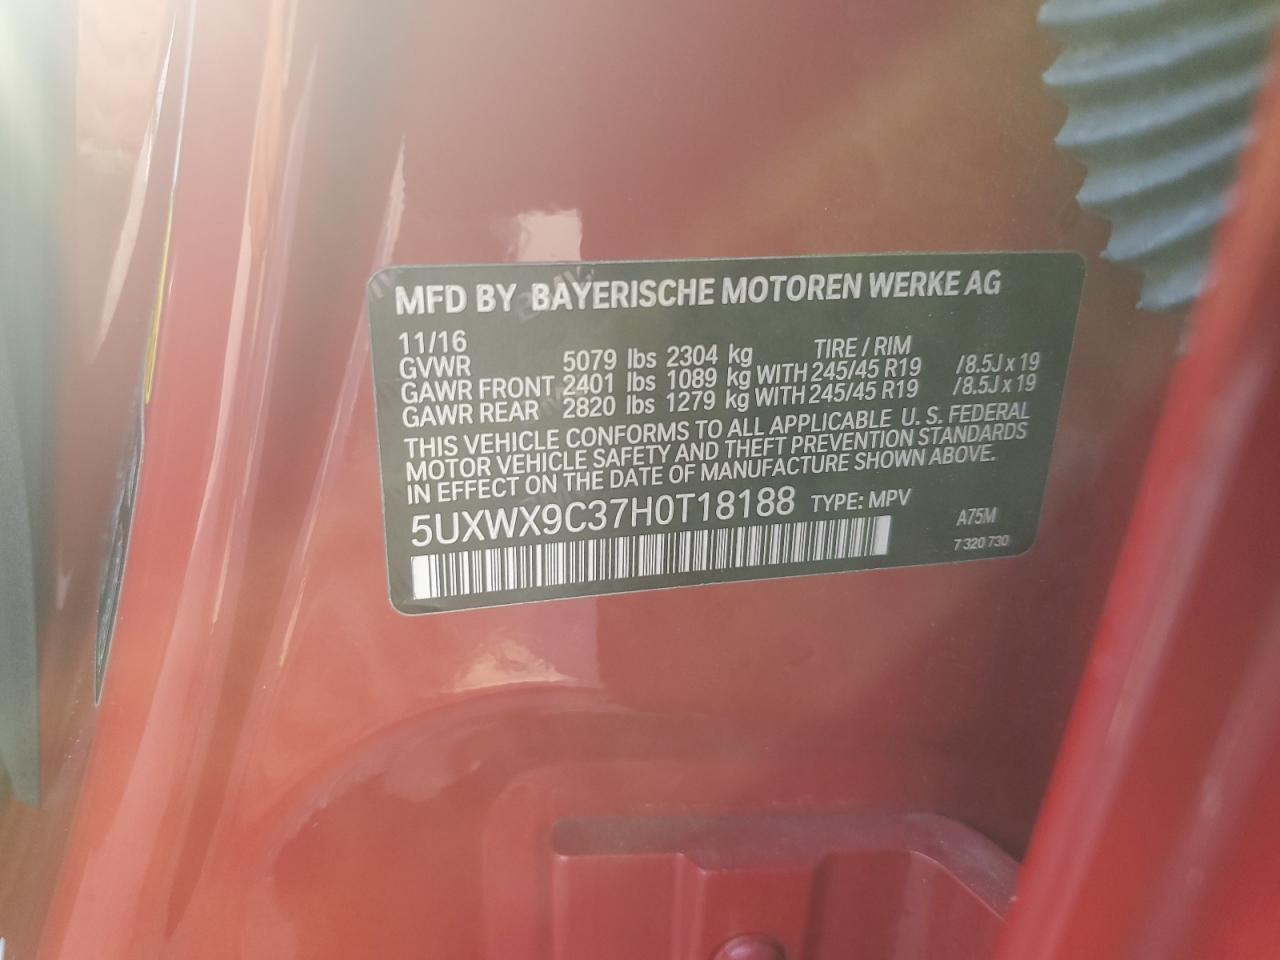 MFD BY BAYERISCHE MOTOREN WERKE AG
11/16 TIRE / RIM
GVWR 5079 lbs 2304 kg
GAWR FRONT 2401 lbs 1089 kg WITH 245/45 R19 /8.5J x 19
GAWR REAR 2820 lbs 1279 kg WITH 245/45 R19 /8.5J x 19
THIS VEHICLE CONFORMS TO ALL APPLICABLE U. S. FEDERAL
MOTOR VEHICLE SAFETY AND THEFT PREVENTION STANDARDS
IN EFFECT ON THE DATE OF MANUFACTURE SHOWN ABOVE.
5UXWX9C37H0T18188 TYPE: MPV
A75M
7 320 730